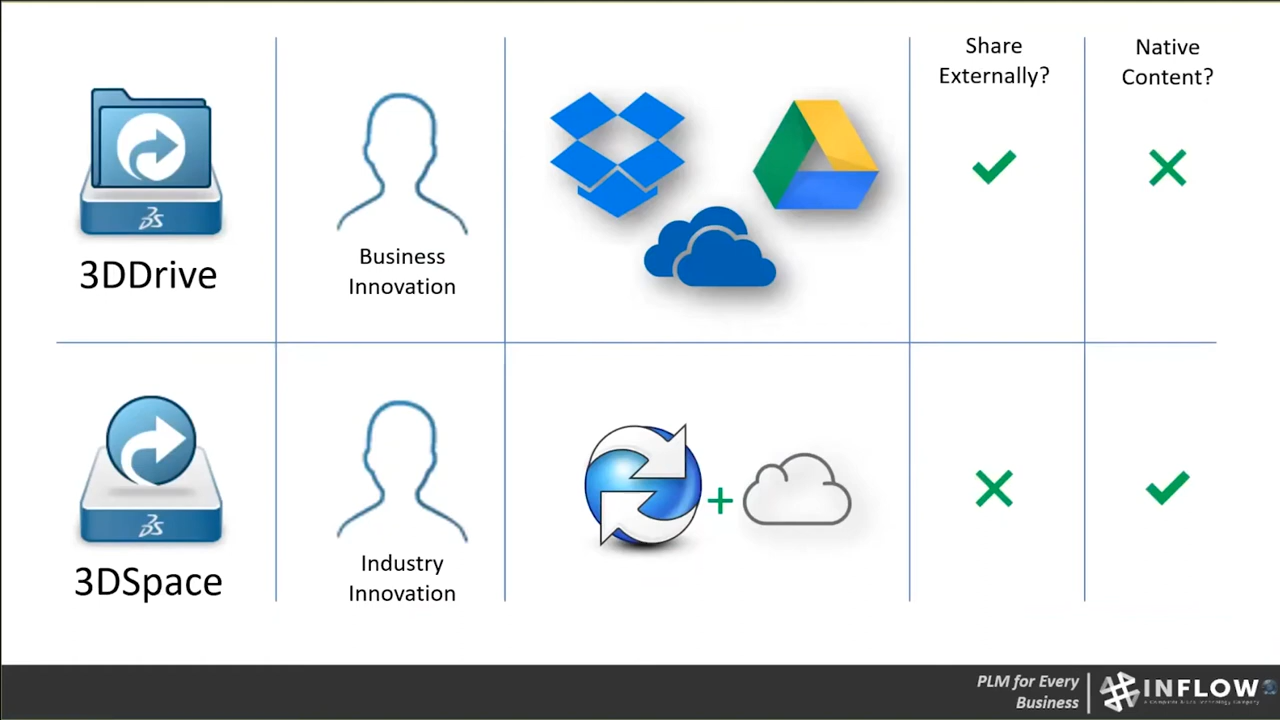 Share
Externally?
Native
Content?
3DDrive
Business
Innovation
3DSpace
Industry
Innovation
PLM for Every
Business
INFLOW